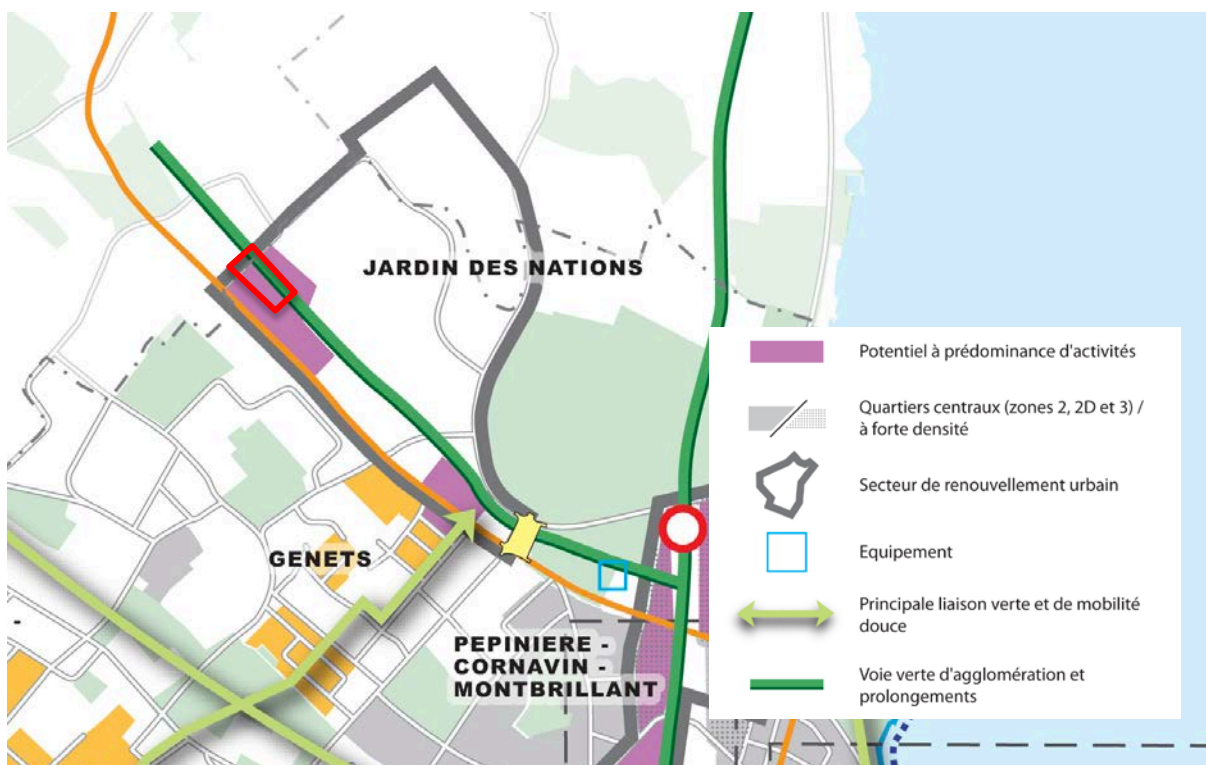 JARDIN DES NATIONS
GENETS
PEPINIERE -
CORNAVIN -
MONTBRILLANT
Potentiel à prédominance d'activités
Quartiers centraux (zones 2, 2D et 3) /
à forte densité
Secteur de renouvellement urbain
Equipement
Principale liaison verte et de mobilité
douce
Voie verte d'agglomération et
prolongements